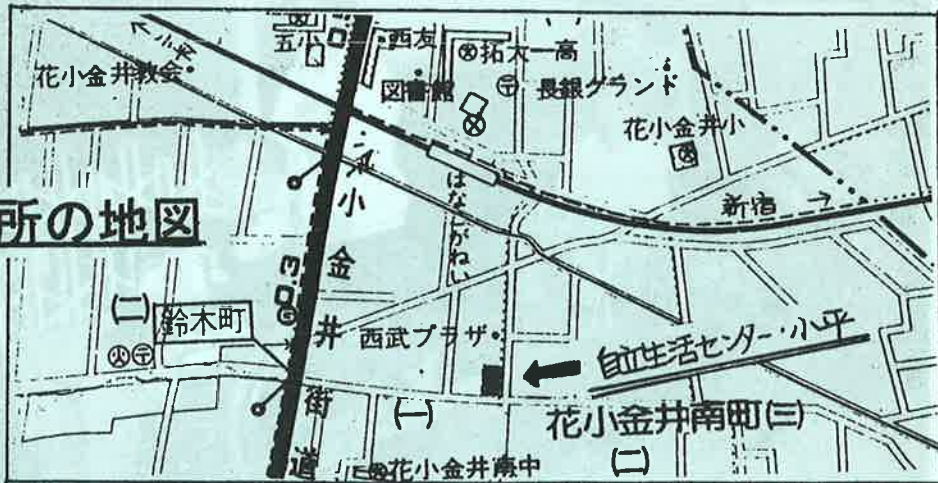 五小
西友
㊛拓大一高
←小平
花小金井教会
図書館
〒
長銀グランド
花小金井小
はなこがねい
新宿→
所の地図
小金井街道
(二)
鈴木町
西武プラザ
自立生活センター・小平
(一)
花小金井南町(三)
花小金井南中
(二)